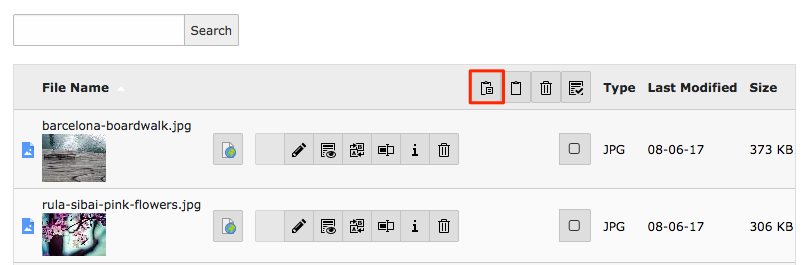 Search
File Name Type Last Modified Size
barcelona-boardwalk.jpg
JPG 08-06-17 373 KB
rula-sibai-pink-flowers.jpg
JPG 08-06-17 306 KB